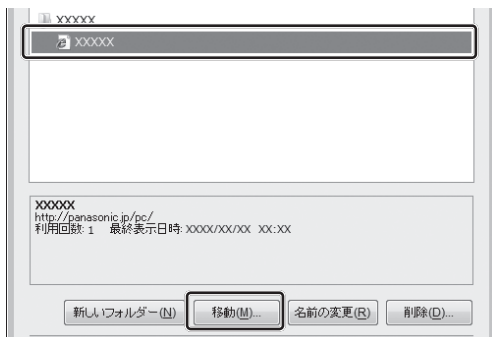 XXXXX
XXXXX
XXXXX
http://panasonic.jp/pc/
利用回数: 1 最終表示日時: XXXX/XX/XX XX:XX
新しいフォルダー(N) 移動(M)... 名前の変更(R) 削除(D)...